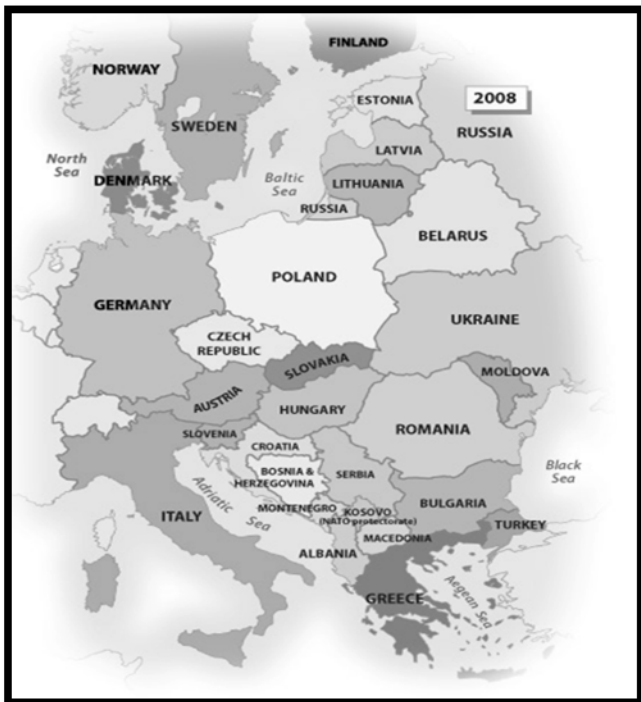 FINLAND
NORWAY
ESTONIA
2008
SWEDEN
RUSSIA
LATVIA
North
Sea
DENMARK
Baltic
Sea
LITHUANIA
RUSSIA
BELARUS
POLAND
GERMANY
UKRAINE
CZECH
REPUBLIC
SLOVAKIA
MOLDOVA
AUSTRIA
HUNGARY
SLOVENIA
ROMANIA
CROATIA
BOSNIA &
HERZEGOVINA
SERBIA
Black
Sea
Adriatic
Sea
ITALY
MONTENEGRO
KOSOVO
(NATO protectorate)
BULGARIA
TURKEY
MACEDONIA
ALBANIA
GREECE
Aegean Sea